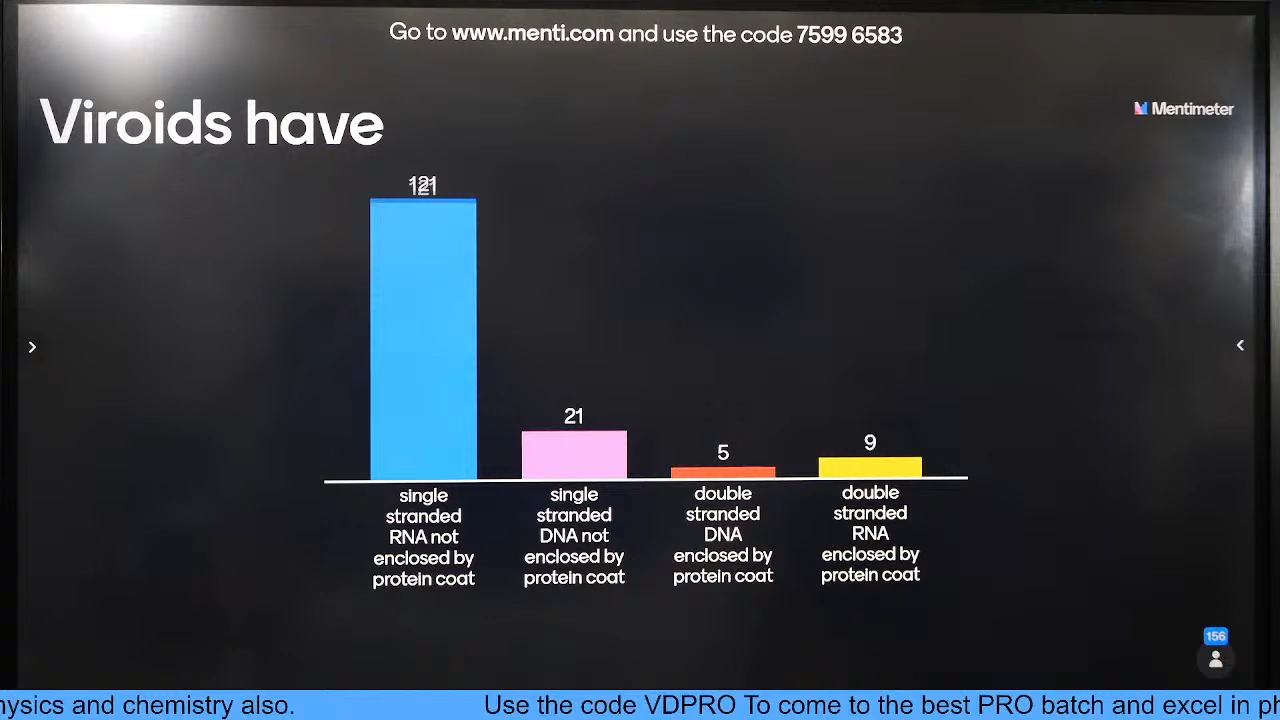 Go to www.menti.com and use the code 7599 6583
Viroids have
Mentimeter
121
21
5
9
single
stranded
RNA not
enclosed by
protein coat
single
stranded
DNA not
enclosed by
protein coat
double
stranded
DNA
enclosed by
protein coat
double
stranded
RNA
enclosed by
protein coat
156
hysics and chemistry also. Use the code VDPRO To come to the best PRO batch and excel in ph